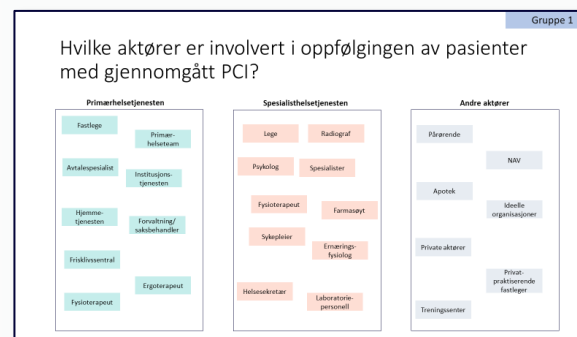 Gruppe 1
Hvilke aktører er involvert i oppfølgingen av pasienter
med gjennomgått PCI?
Primærhelsetjenesten
Fastlege
Primær-
helseteam
Avtalespesialist
Institusjons-
tjenesten
Hjemme-
tjenesten
Forvaltning/
saksbehandler
Frisklivssentral
Ergoterapeut
Fysioterapeut
Spesialisthelsetjenesten
Lege
Radiograf
Psykolog
Spesialister
Fysioterapeut
Farmasøyt
Sykepleier
Ernærings-
fysiolog
Helsesekretær
Laboratorie-
personell
Andre aktører
Pårørende
NAV
Apotek
Ideelle
organisasjoner
Private aktører
Privat-
praktiserende
fastleger
Treningssenter